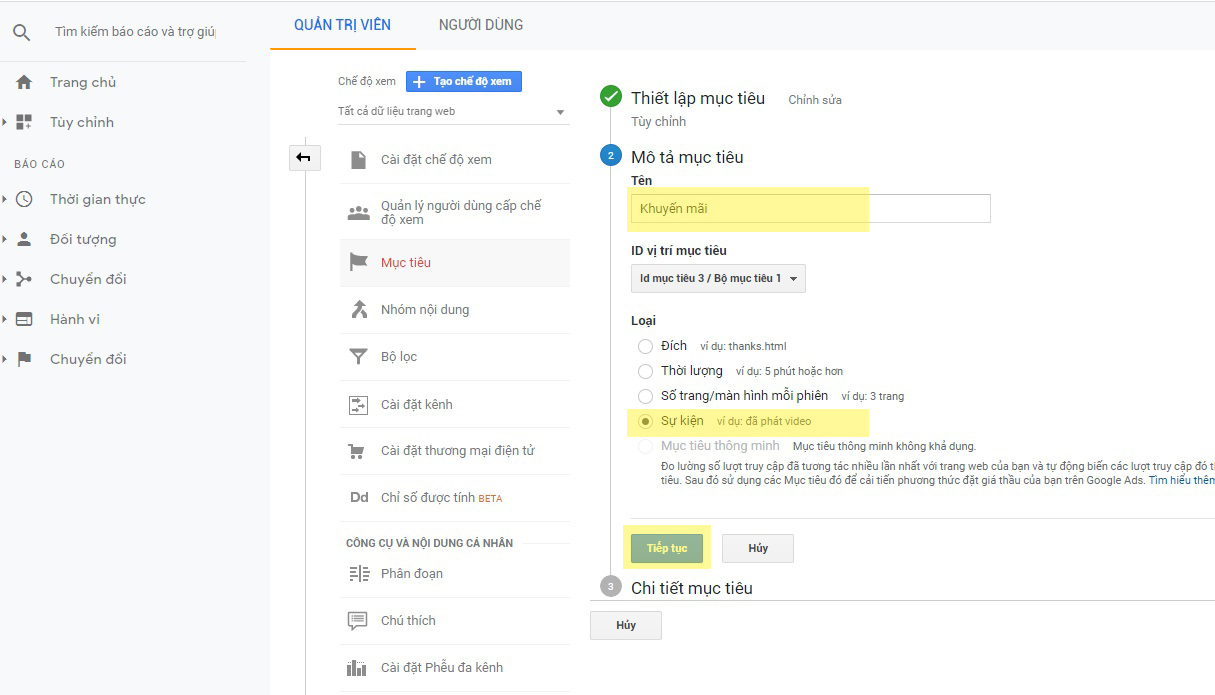 Tìm kiếm báo cáo và trợ giúp
Trang chủ
Tùy chỉnh
BÁO CÁO
Thời gian thực
Đối tượng
Chuyển đổi
Hành vi
Chuyển đổi
QUẢN TRỊ VIÊN
NGƯỜI DÙNG
Chế độ xem
Tạo chế độ xem
Tất cả dữ liệu trang web
Cài đặt chế độ xem
Quản lý người dùng cấp chế
độ xem
Mục tiêu
Nhóm nội dung
Bộ lọc
Cài đặt kênh
Cài đặt thương mại điện tử
Dd Chỉ số được tính BETA
CÔNG CỤ VÀ NỘI DUNG CÁ NHÂN
Phân đoạn
Chú thích
Cài đặt Phễu đa kênh
Thiết lập mục tiêu Chỉnh sửa
Tùy chỉnh
2 Mô tả mục tiêu
Tên
Khuyến mãi
ID vị trí mục tiêu
Id mục tiêu 3 / Bộ mục tiêu 1
Loại
Đích ví dụ: thanks.html
Thời lượng ví dụ: 5 phút hoặc hơn
Số trang/màn hình mỗi phiên ví dụ: 3 trang
Sự kiện ví dụ: đã phát video
Mục tiêu thông minh Mục tiêu thông minh không khả dụng.
Đo lường số lượt truy cập đã tương tác nhiều lần nhất với trang web của bạn và tự động biến các lượt truy cập đó
tiêu. Sau đó sử dụng các Mục tiêu đó để cải tiến phương thức đặt giá thầu của bạn trên Google Ads. Tìm hiểu thên
Tiếp tục
Hủy
3 Chi tiết mục tiêu
Hủy